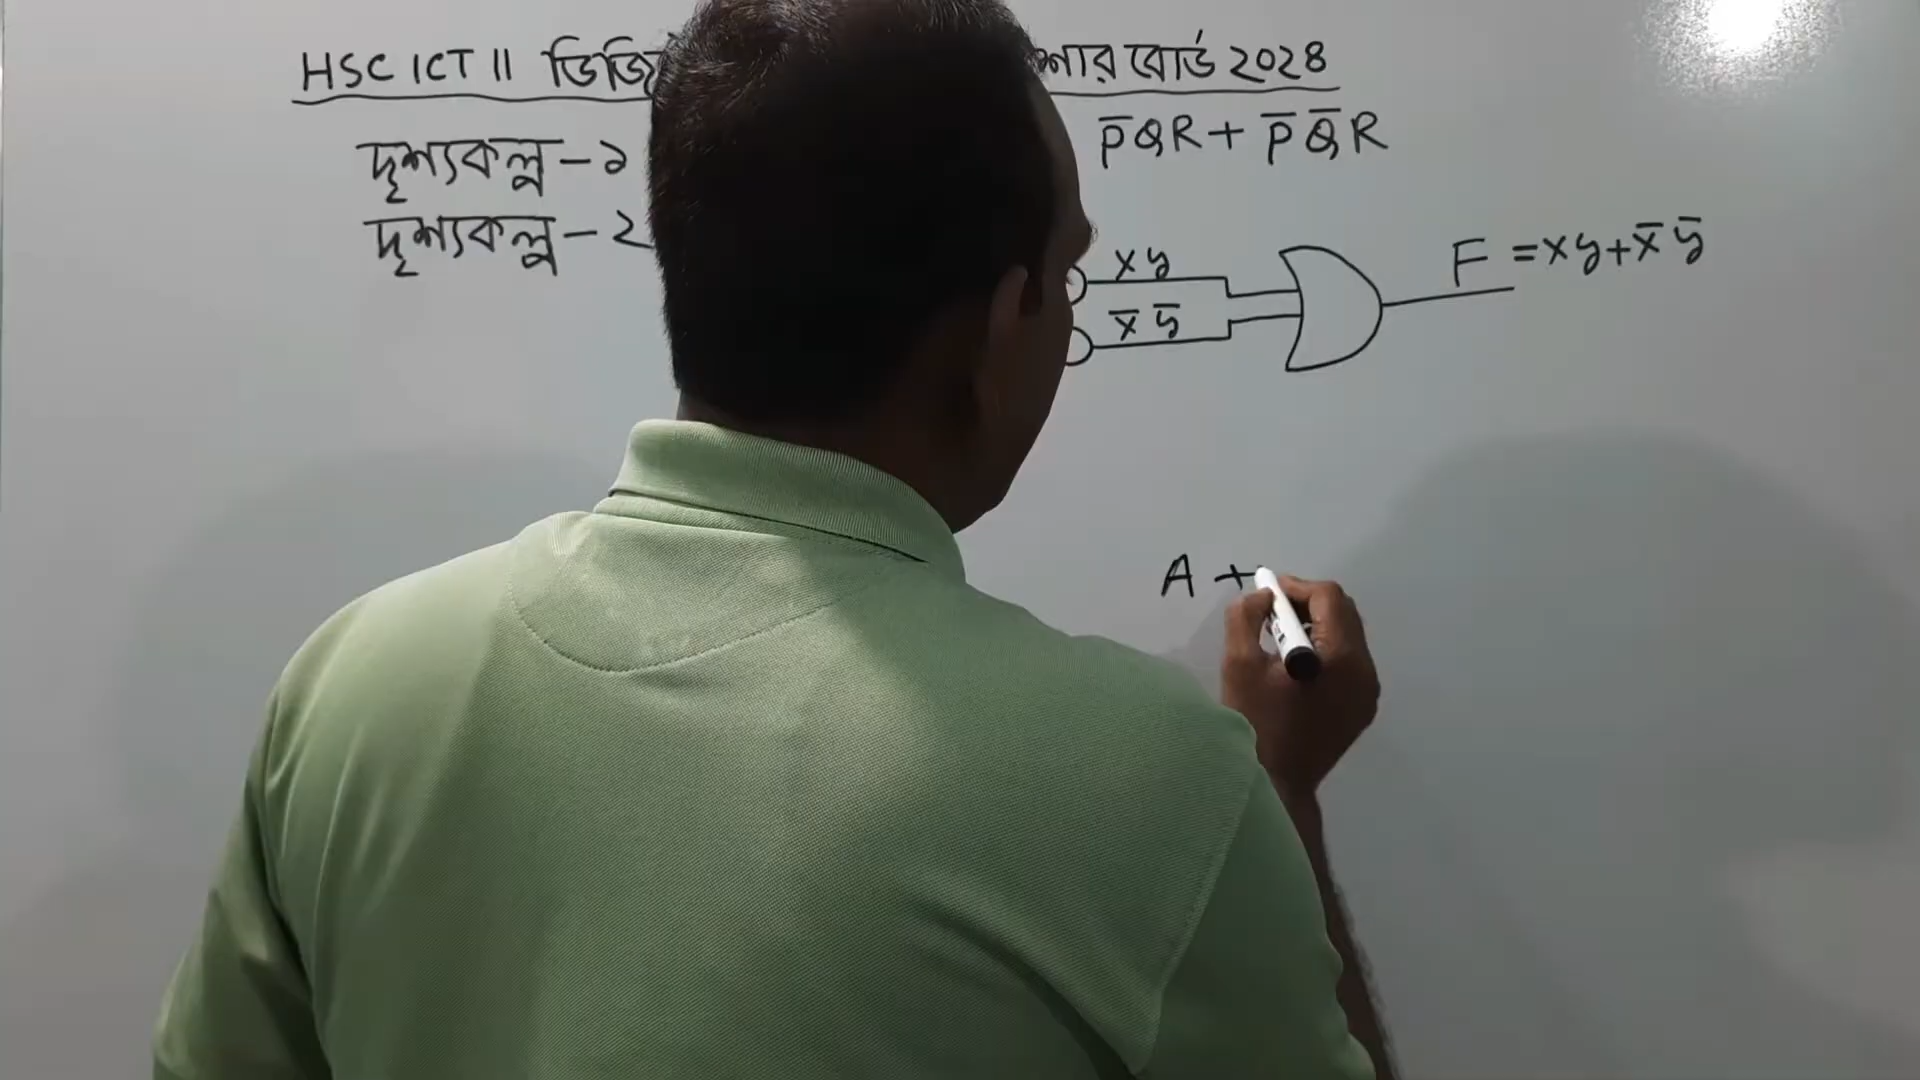 HSC ICT II ২০২৪
দৃশ্যকল্প-১ P̅QR + P̅Q̅R
দৃশ্যকল্প-২
xy F = xy + x̅ y̅
x̅ y̅
A +